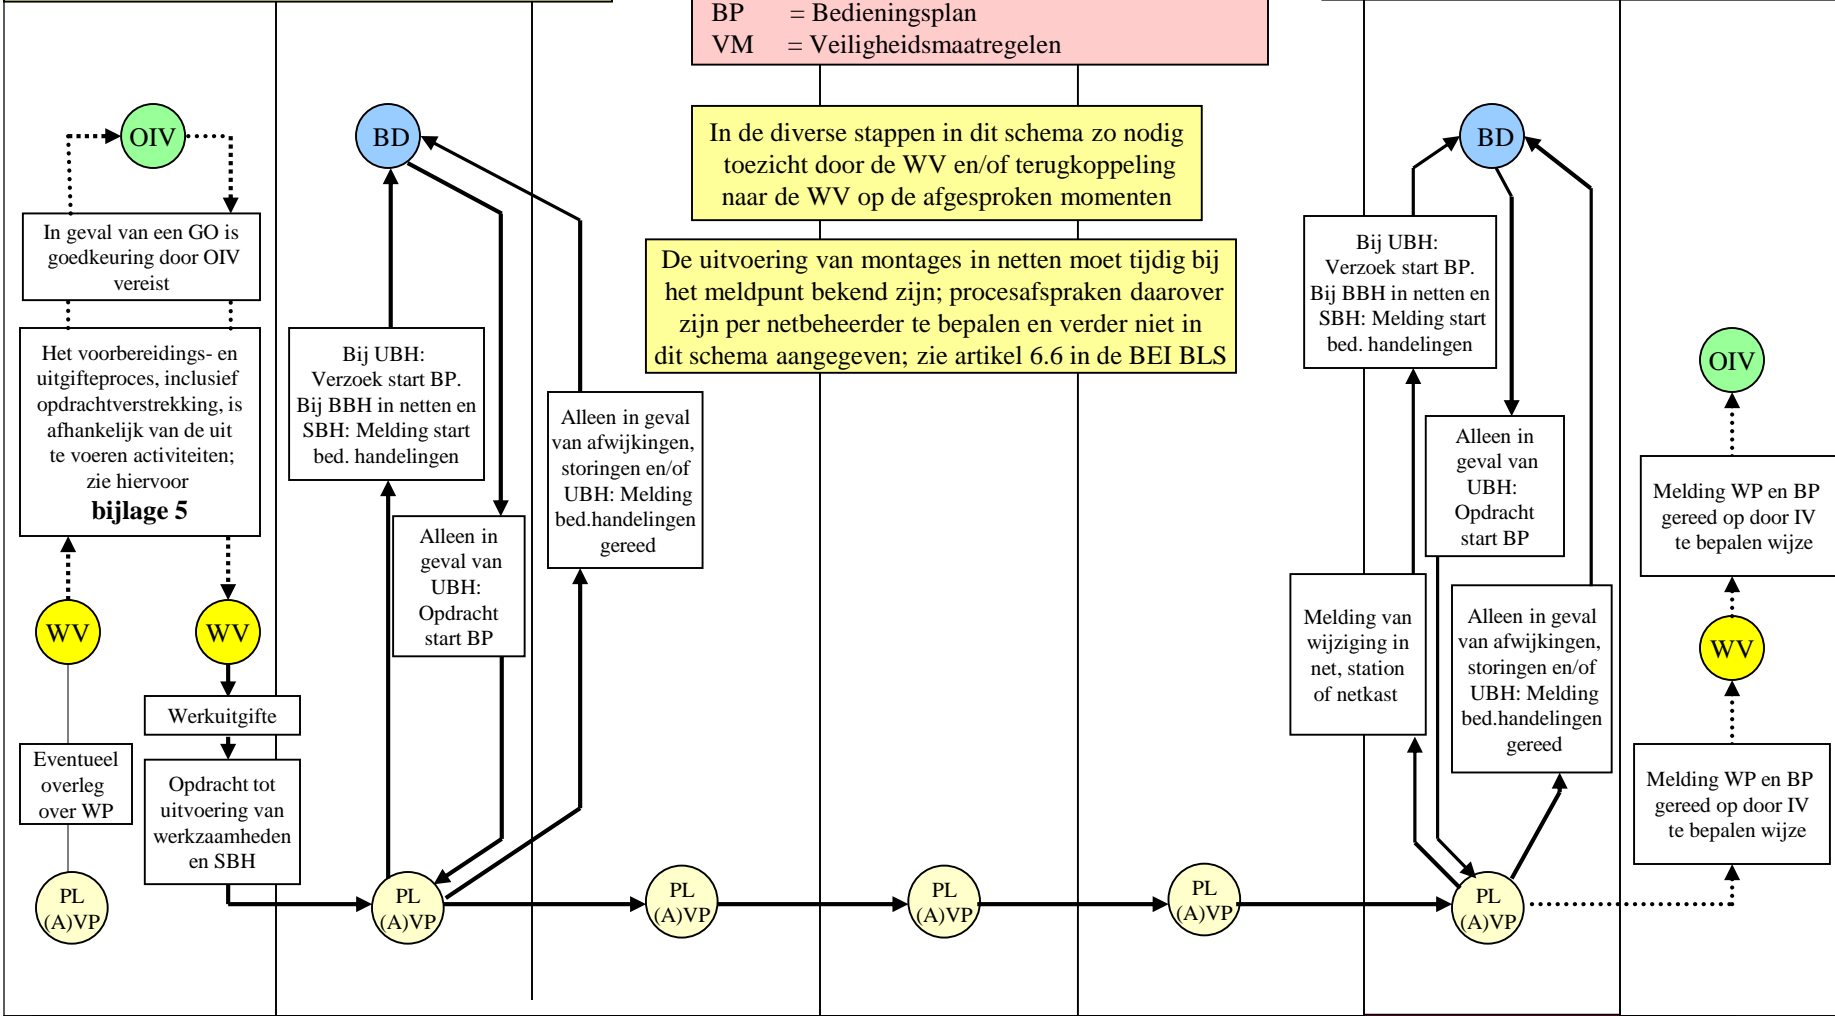 BP = Bedieningsplan
VM = Veiligheidsmaatregelen
OIV
In geval van een GO is
goedkeuring door OIV
vereist
Het voorbereidings- en
uitgifteproces, inclusief
opdrachtverstrekking, is
afhankelijk van de uit
te voeren activiteiten;
zie hiervoor
bijlage 5
WV
WV
Werkuitgifte
Eventueel
overleg
over WP
Opdracht tot
uitvoering van
werkzaamheden
en SBH
PL
(A)VP
BD
Bij UBH:
Verzoek start BP.
Bij BBH in netten en
SBH: Melding start
bed. handelingen
Alleen in
geval van
UBH:
Opdracht
start BP
Alleen in geval
van afwijkingen,
storingen en/of
UBH: Melding
bed.handelingen
gereed
PL
(A)VP
In de diverse stappen in dit schema zo nodig
toezicht door de WV en/of terugkoppeling
naar de WV op de afgesproken momenten
De uitvoering van montages in netten moet tijdig bij
het meldpunt bekend zijn; procesafspraken daarover
zijn per netbeheerder te bepalen en verder niet in
dit schema aangegeven; zie artikel 6.6 in de BEI BLS
PL
(A)VP
PL
(A)VP
PL
(A)VP
BD
Bij UBH:
Verzoek start BP.
Bij BBH in netten en
SBH: Melding start
bed. handelingen
Alleen in
geval van
UBH:
Opdracht
start BP
Melding van
wijziging in
net, station
of netkast
Alleen in geval
van afwijkingen,
storingen en/of
UBH: Melding
bed.handelingen
gereed
PL
(A)VP
OIV
Melding WP en BP
gereed op door IV
te bepalen wijze
WV
Melding WP en BP
gereed op door IV
te bepalen wijze